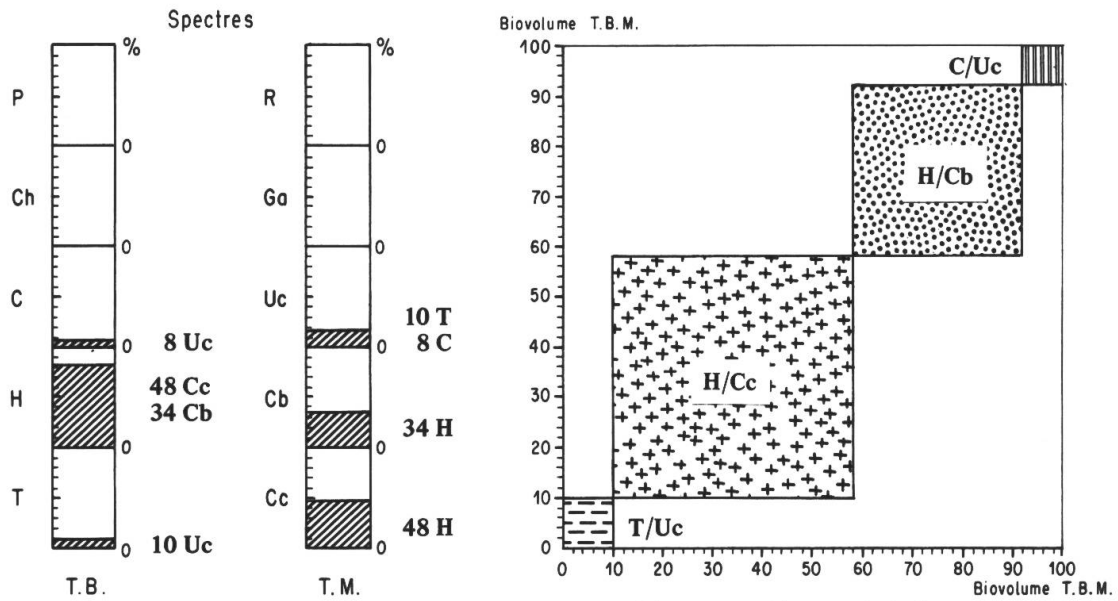 Spectres
%
P
0
Ch
0
C
8 Uc
0
H
48 Cc
34 Cb
0
T
10 Uc
0
T.B.
%
R
0
Ga
0
Uc
10 T
8 C
0
Cb
34 H
0
Cc
48 H
0
T.M.
Biovolume T.B.M.
100
90
80
70
60
50
40
30
20
10
0
C/Uc
H/Cb
H/Cc
T/Uc
0 10 20 30 40 50 60 70 80 90 100
Biovolume T.B.M.